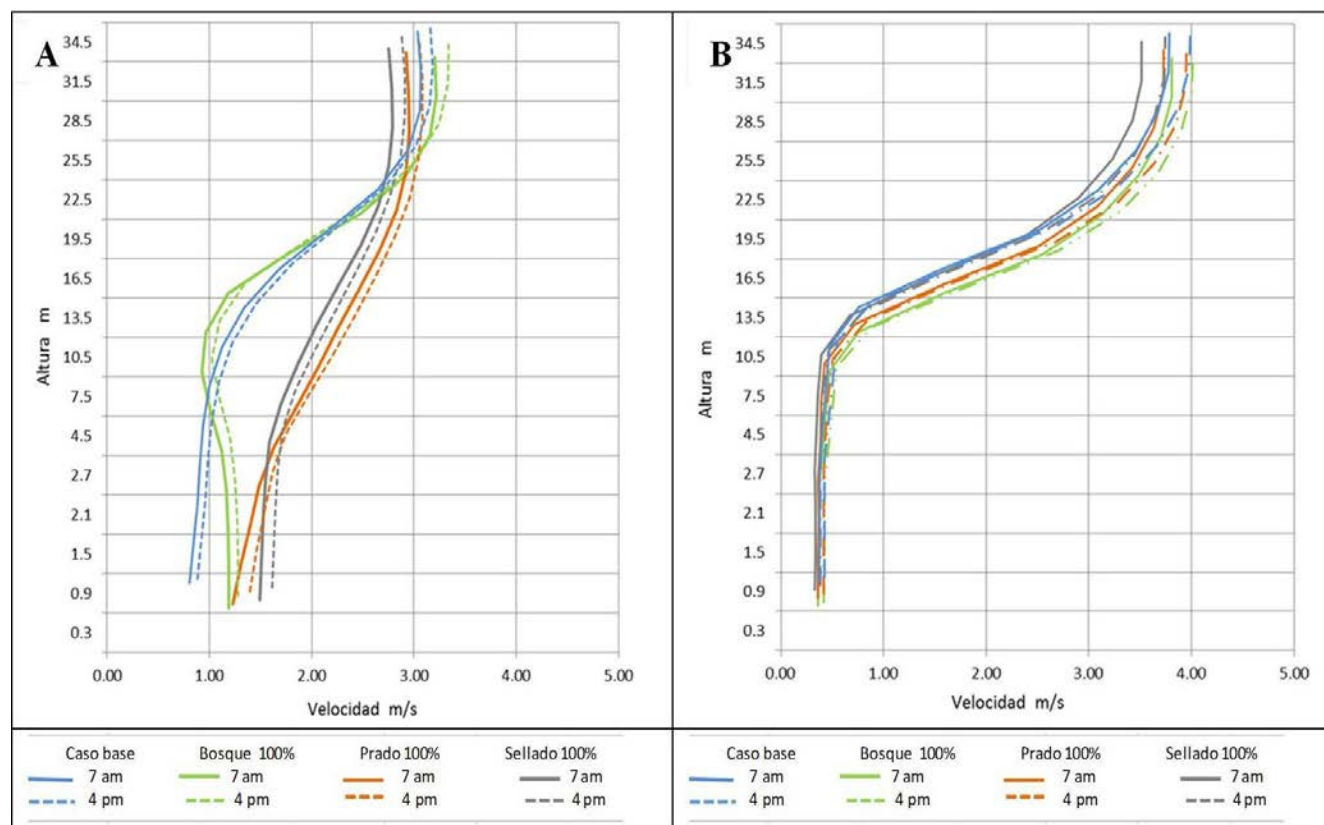 A
Altura m
34.5
31.5
28.5
25.5
22.5
19.5
16.5
13.5
10.5
7.5
4.5
2.7
2.1
1.5
0.9
0.3
0.00 1.00 2.00 3.00 4.00 5.00
Velocidad m/s
Caso base Bosque 100% Prado 100% Sellado 100%
7 am 7 am 7 am 7 am
4 pm 4 pm 4 pm 4 pm
B
Altura m
34.5
31.5
28.5
25.5
22.5
19.5
16.5
13.5
10.5
7.5
4.5
2.7
2.1
1.5
0.9
0.3
0.00 1.00 2.00 3.00 4.00 5.00
Velocidad m/s
Caso base Bosque 100% Prado 100% Sellado 100%
7 am 7 am 7 am 7 am
4 pm 4 pm 4 pm 4 pm